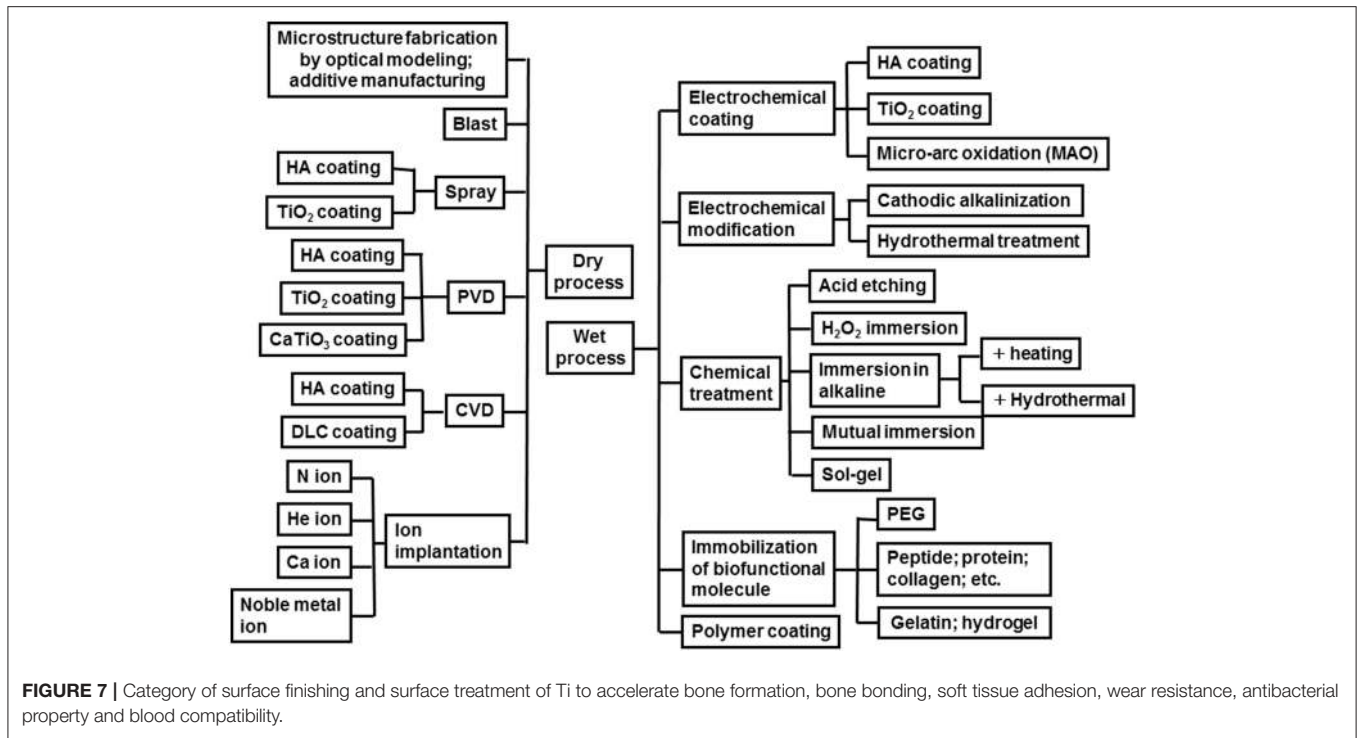 Microstructure fabrication
by optical modeling;
additive manufacturing
Blast
HA coating
TiO₂ coating
Spray
HA coating
TiO₂ coating
CaTiO₃ coating
PVD
HA coating
DLC coating
CVD
N ion
He ion
Ca ion
Noble metal
ion
Ion
implantation
Dry
process
Wet
process
Electrochemical
coating
HA coating
TiO₂ coating
Micro-arc oxidation (MAO)
Electrochemical
modification
Cathodic alkalinization
Hydrothermal treatment
Chemical
treatment
Acid etching
H₂O₂ immersion
Immersion in
alkaline
+ heating
+ Hydrothermal
Mutual immersion
Sol-gel
Immobilization
of biofunctional
molecule
PEG
Peptide; protein;
collagen; etc.
Gelatin; hydrogel
Polymer coating
FIGURE 7 | Category of surface finishing and surface treatment of Ti to accelerate bone formation, bone bonding, soft tissue adhesion, wear resistance, antibacterial
property and blood compatibility.